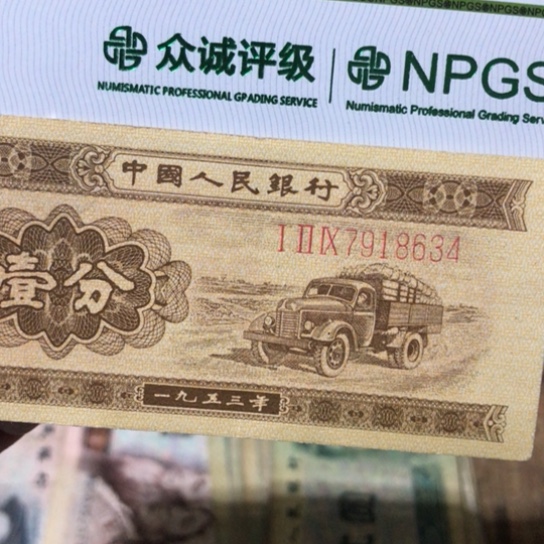 众诚评级
NUMISMATIC PROFESSIONAL GPADING SERVICE
NPGS
Numismatic Professional Grading Serv
中國人民銀行
I II IX 7918634
壹分
一九五三年